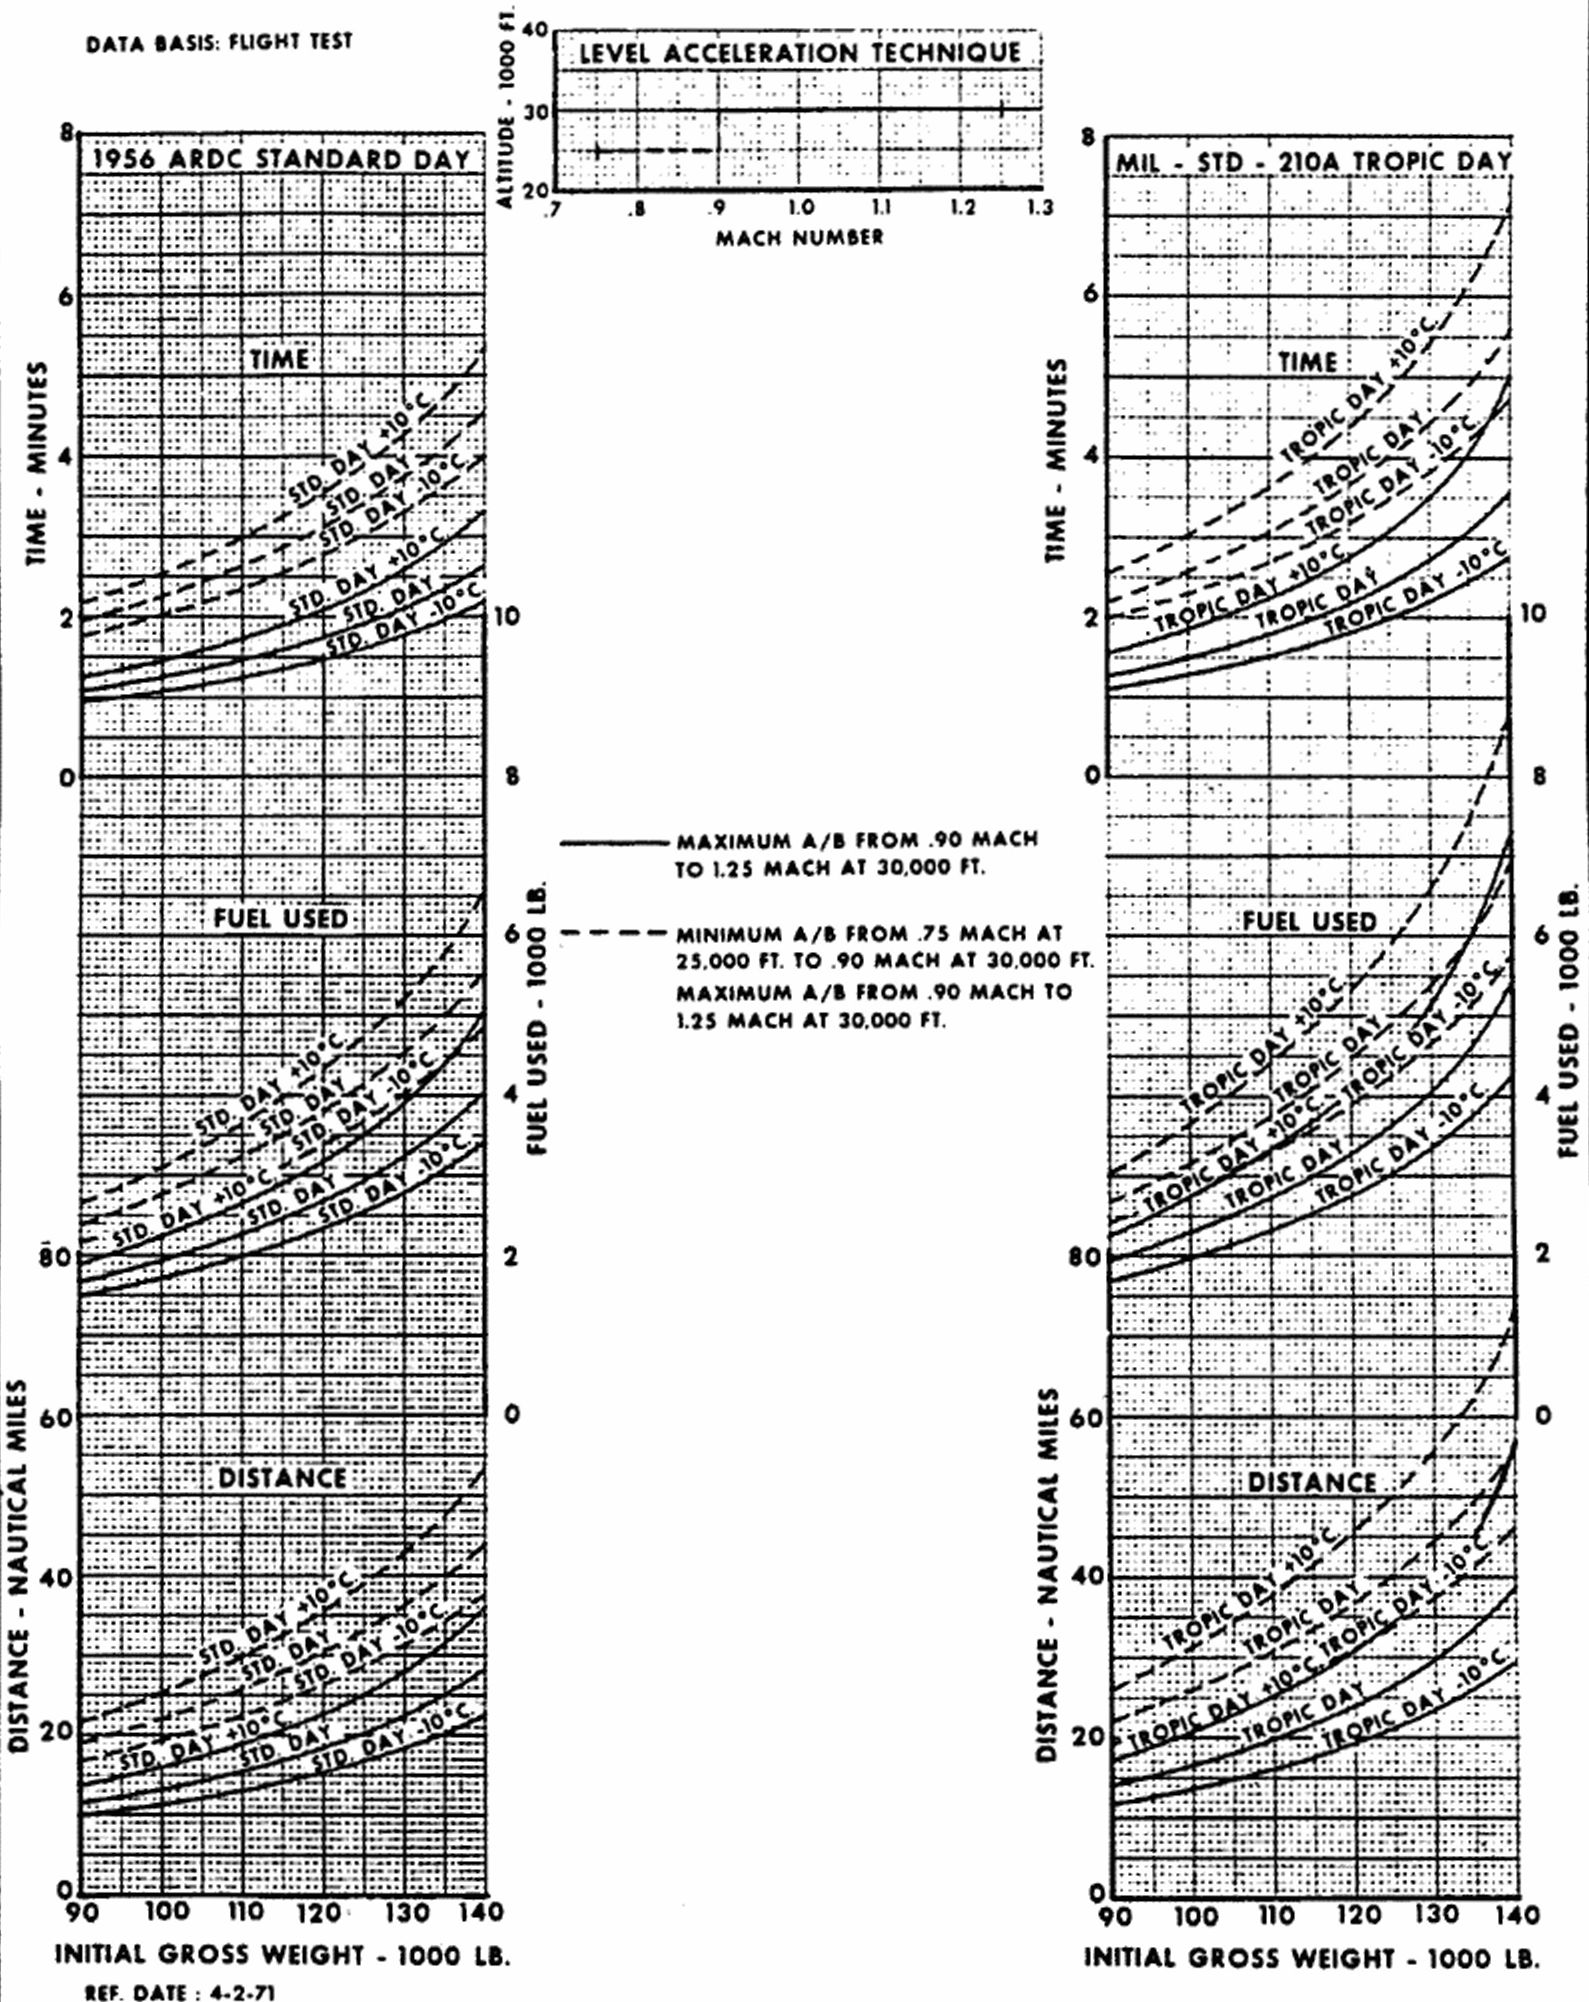 DATA BASIS: FLIGHT TEST
ALTITUDE - 1000 FT.
40
30
20
LEVEL ACCELERATION TECHNIQUE
.7 .8 .9 1.0 1.1 1.2 1.3
MACH NUMBER
1956 ARDC STANDARD DAY
TIME - MINUTES
8
6
4
2
0
TIME
STD. DAY +10°C
STD. DAY
STD. DAY -10°C
STD. DAY +10°C
STD. DAY
STD. DAY -10°C
FUEL USED - 1000 LB.
10
8
6
4
2
0
FUEL USED
STD. DAY +10°C
STD. DAY
STD. DAY -10°C
STD. DAY +10°C
STD. DAY
STD. DAY -10°C
DISTANCE - NAUTICAL MILES
80
60
40
20
0
DISTANCE
STD. DAY +10°C
STD. DAY
STD. DAY -10°C
STD. DAY +10°C
STD. DAY
STD. DAY -10°C
90 100 110 120 130 140
INITIAL GROSS WEIGHT - 1000 LB.
REF. DATE : 4-2-71
MAXIMUM A/B FROM .90 MACH
TO 1.25 MACH AT 30,000 FT.
MINIMUM A/B FROM .75 MACH AT
25,000 FT. TO .90 MACH AT 30,000 FT.
MAXIMUM A/B FROM .90 MACH TO
1.25 MACH AT 30,000 FT.
MIL - STD - 210A TROPIC DAY
TIME - MINUTES
8
6
4
2
0
TIME
TROPIC DAY +10°C
TROPIC DAY
TROPIC DAY -10°C
TROPIC DAY +10°C
TROPIC DAY
TROPIC DAY -10°C
FUEL USED - 1000 LB.
10
8
6
4
2
0
FUEL USED
TROPIC DAY +10°C
TROPIC DAY
TROPIC DAY -10°C
TROPIC DAY +10°C
TROPIC DAY
TROPIC DAY -10°C
DISTANCE - NAUTICAL MILES
80
60
40
20
0
DISTANCE
TROPIC DAY +10°C
TROPIC DAY
TROPIC DAY -10°C
TROPIC DAY +10°C
TROPIC DAY
TROPIC DAY -10°C
90 100 110 120 130 140
INITIAL GROSS WEIGHT - 1000 LB.